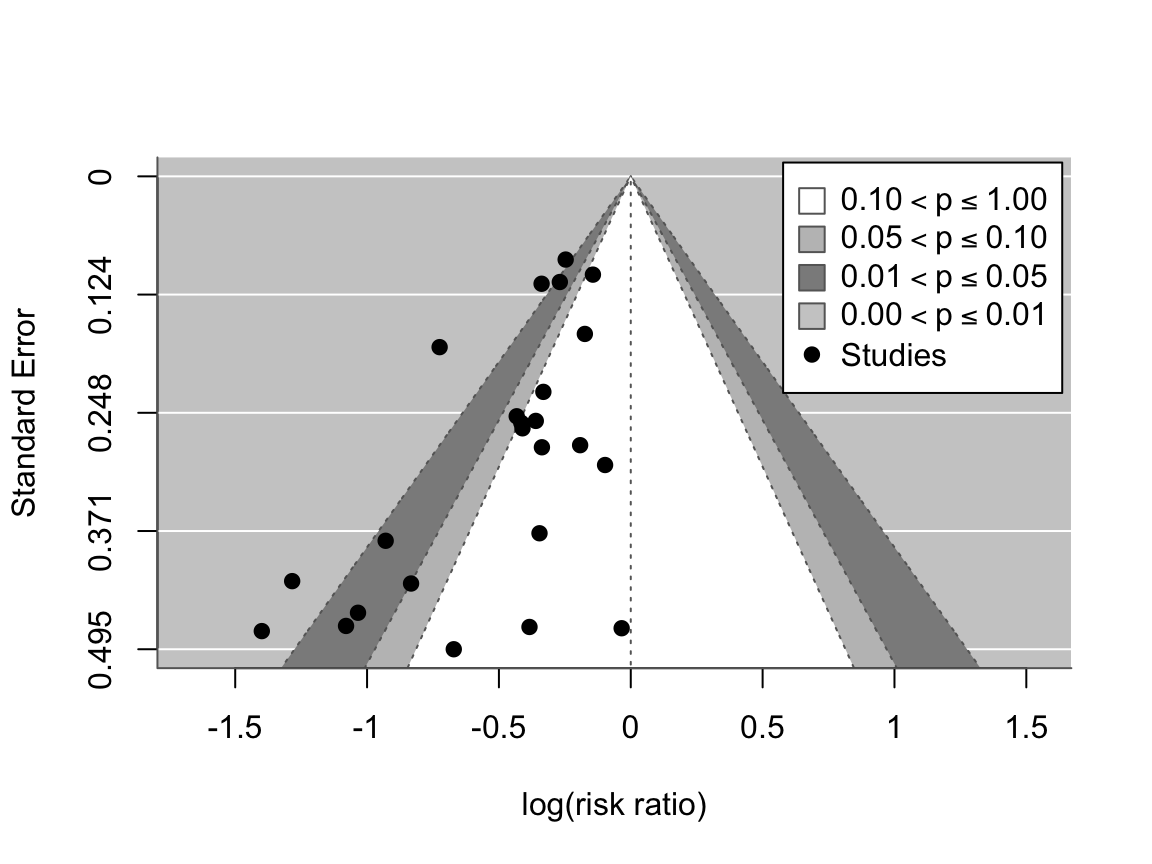 0.10 < p ≤ 1.00
0.05 < p ≤ 0.10
0.01 < p ≤ 0.05
0.00 < p ≤ 0.01
Studies
Standard Error
0
0.124
0.248
0.371
0.495
-1.5
-1
-0.5
0
0.5
1
1.5
log(risk ratio)